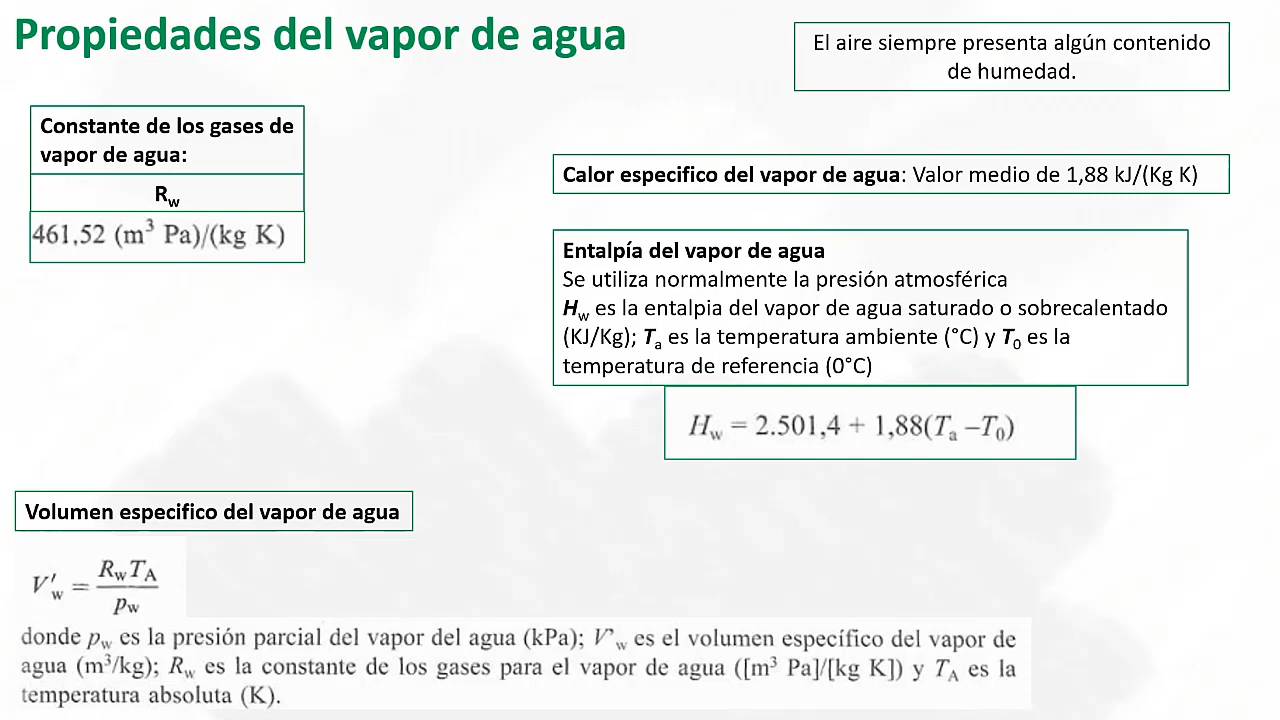 Propiedades del vapor de agua
El aire siempre presenta algún contenido
de humedad.
Constante de los gases de
vapor de agua:
Rw
461,52 (m³ Pa)/(kg K)
Calor especifico del vapor de agua: Valor medio de 1,88 kJ/(Kg K)
Entalpía del vapor de agua
Se utiliza normalmente la presión atmosférica
Hw es la entalpia del vapor de agua saturado o sobrecalentado
(KJ/Kg); Ta es la temperatura ambiente (°C) y T0 es la
temperatura de referencia (0°C)
Hw = 2.501,4 + 1,88(Ta –T0)
Volumen especifico del vapor de agua
V′w = RwTA / pw
donde pw es la presión parcial del vapor del agua (kPa); V'w es el volumen específico del vapor de
agua (m³/kg); Rw es la constante de los gases para el vapor de agua ([m³ Pa]/[kg K]) y TA es la
temperatura absoluta (K).